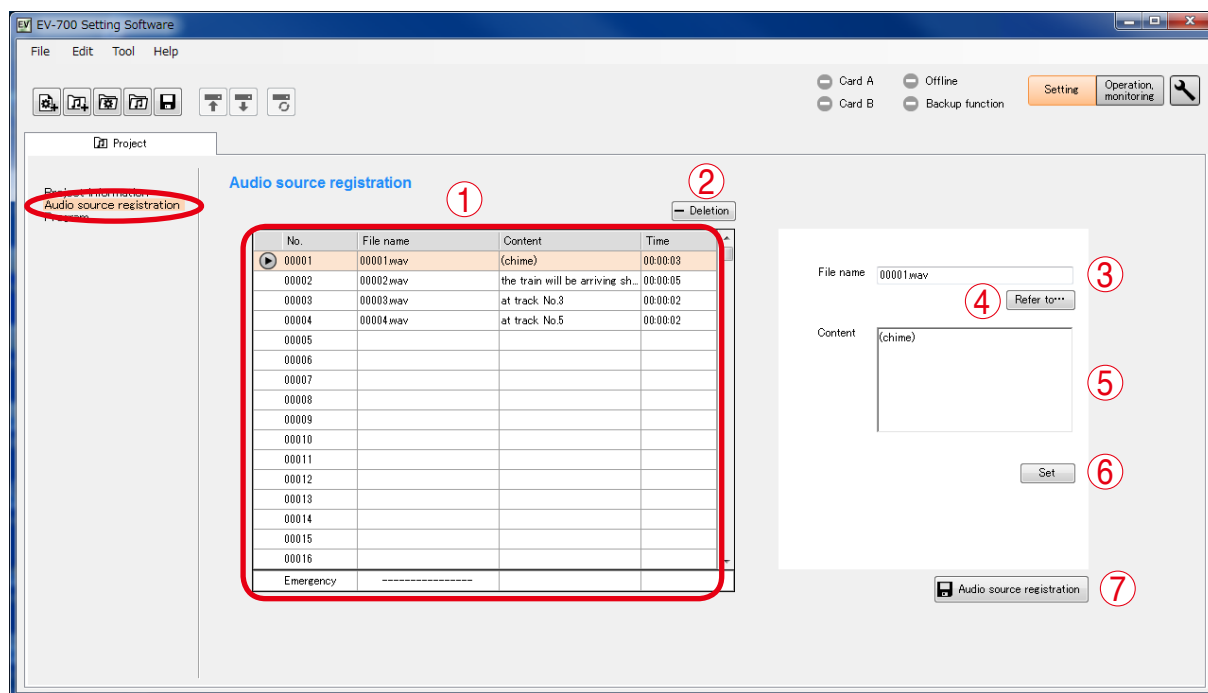 EV EV-700 Setting Software
File Edit Tool Help
Card A Offline
Card B Backup function
Setting
Operation,
monitoring
Project
Project information
Audio source registration
Program
Audio source registration
①
②
— Deletion
No. File name Content Time
00001 00001.wav (chime) 00:00:03
00002 00002.wav the train will be arriving sh... 00:00:05
00003 00003.wav at track No.3 00:00:02
00004 00004.wav at track No.5 00:00:02
00005
00006
00007
00008
00009
00010
00011
00012
00013
00014
00015
00016
Emergency ----------------
File name 00001.wav ③
④ Refer to…
Content (chime)
⑤
Set ⑥
Audio source registration ⑦